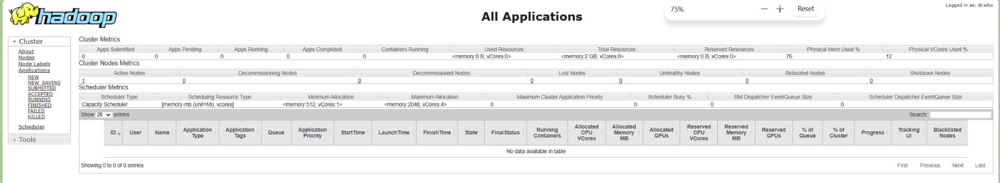 hadoop
All Applications
75%
Reset
Logged in as: dr.who
Cluster
About
Nodes
Node Labels
Applications
NEW
NEW_SAVING
SUBMITTED
ACCEPTED
RUNNING
FINISHED
FAILED
KILLED
Scheduler
Tools
Cluster Metrics
Apps Submitted Apps Pending Apps Running Apps Completed Containers Running Used Resources Total Resources Reserved Resources Physical Mem Used % Physical VCores Used %
0 0 0 0 0 <memory:0 B, vCores:0> <memory:2 GB, vCores:8> <memory:0 B, vCores:0> 76 12
Cluster Nodes Metrics
Active Nodes Decommissioning Nodes Decommissioned Nodes Lost Nodes Unhealthy Nodes Rebooted Nodes Shutdown Nodes
1 0 0 0 0 0 0
Scheduler Metrics
Scheduler Type Scheduling Resource Type Minimum Allocation Maximum Allocation Maximum Cluster Application Priority Scheduler Busy % RM Dispatcher EventQueue Size Scheduler Dispatcher EventQueue Size
Capacity Scheduler [memory-mb (unit=Mi), vcores] <memory:512, vCores:1> <memory:2048, vCores:4> 0 0 0 0
Show 20 entries Search:
ID User Name Application Type Application Tags Queue Application Priority StartTime LaunchTime FinishTime State FinalStatus Running Containers Allocated CPU VCores Allocated Memory MB Allocated GPUs Reserved CPU VCores Reserved Memory MB Reserved GPUs % of Queue % of Cluster Progress Tracking UI Blacklisted Nodes
No data available in table
Showing 0 to 0 of 0 entries First Previous Next Last